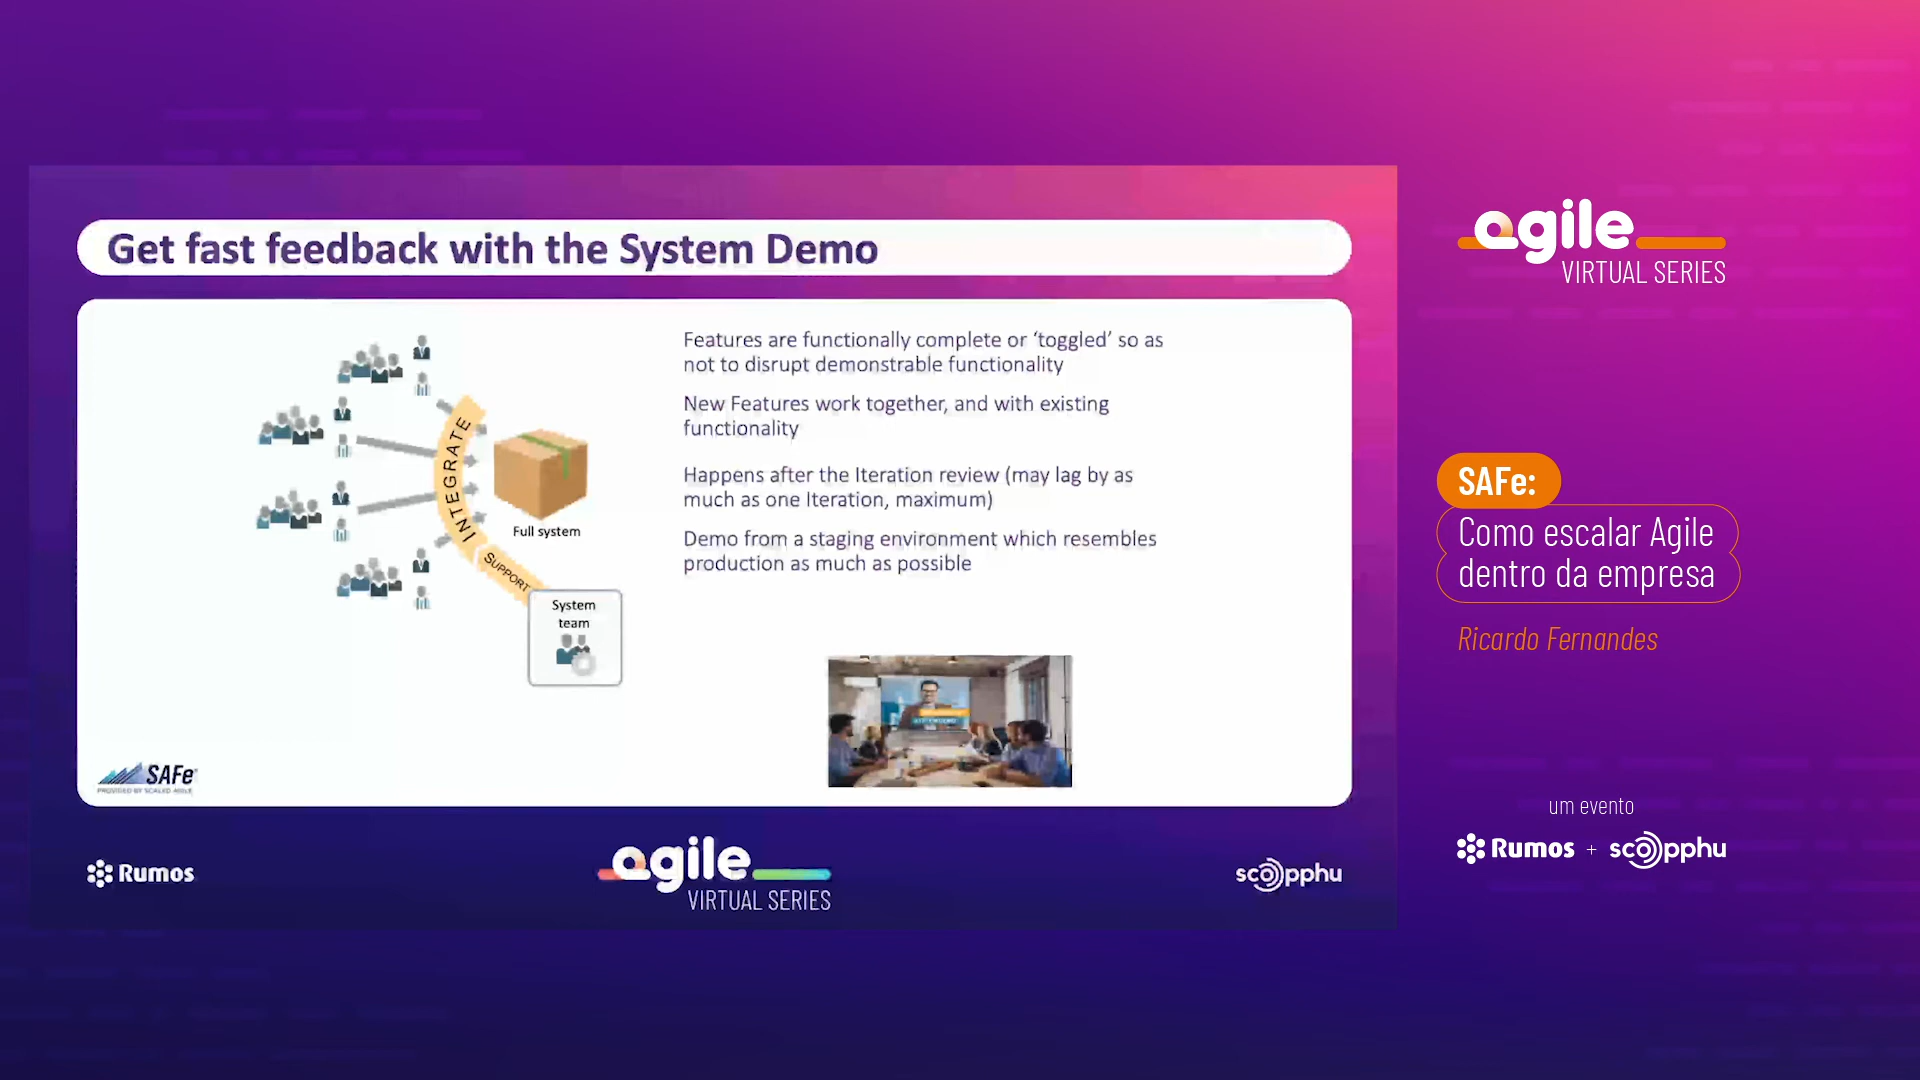 Get fast feedback with the System Demo
Features are functionally complete or ‘toggled’ so as
not to disrupt demonstrable functionality
New Features work together, and with existing
functionality
Happens after the Iteration review (may lag by as
much as one Iteration, maximum)
Demo from a staging environment which resembles
production as much as possible
INTEGRATE
SUPPORT
Full system
System
team
SAFe
PROVIDED BY SCALED AGILE
Rumos
agile
VIRTUAL SERIES
scopphu
agile
VIRTUAL SERIES
SAFe:
Como escalar Agile
dentro da empresa
Ricardo Fernandes
um evento
Rumos + scopphu